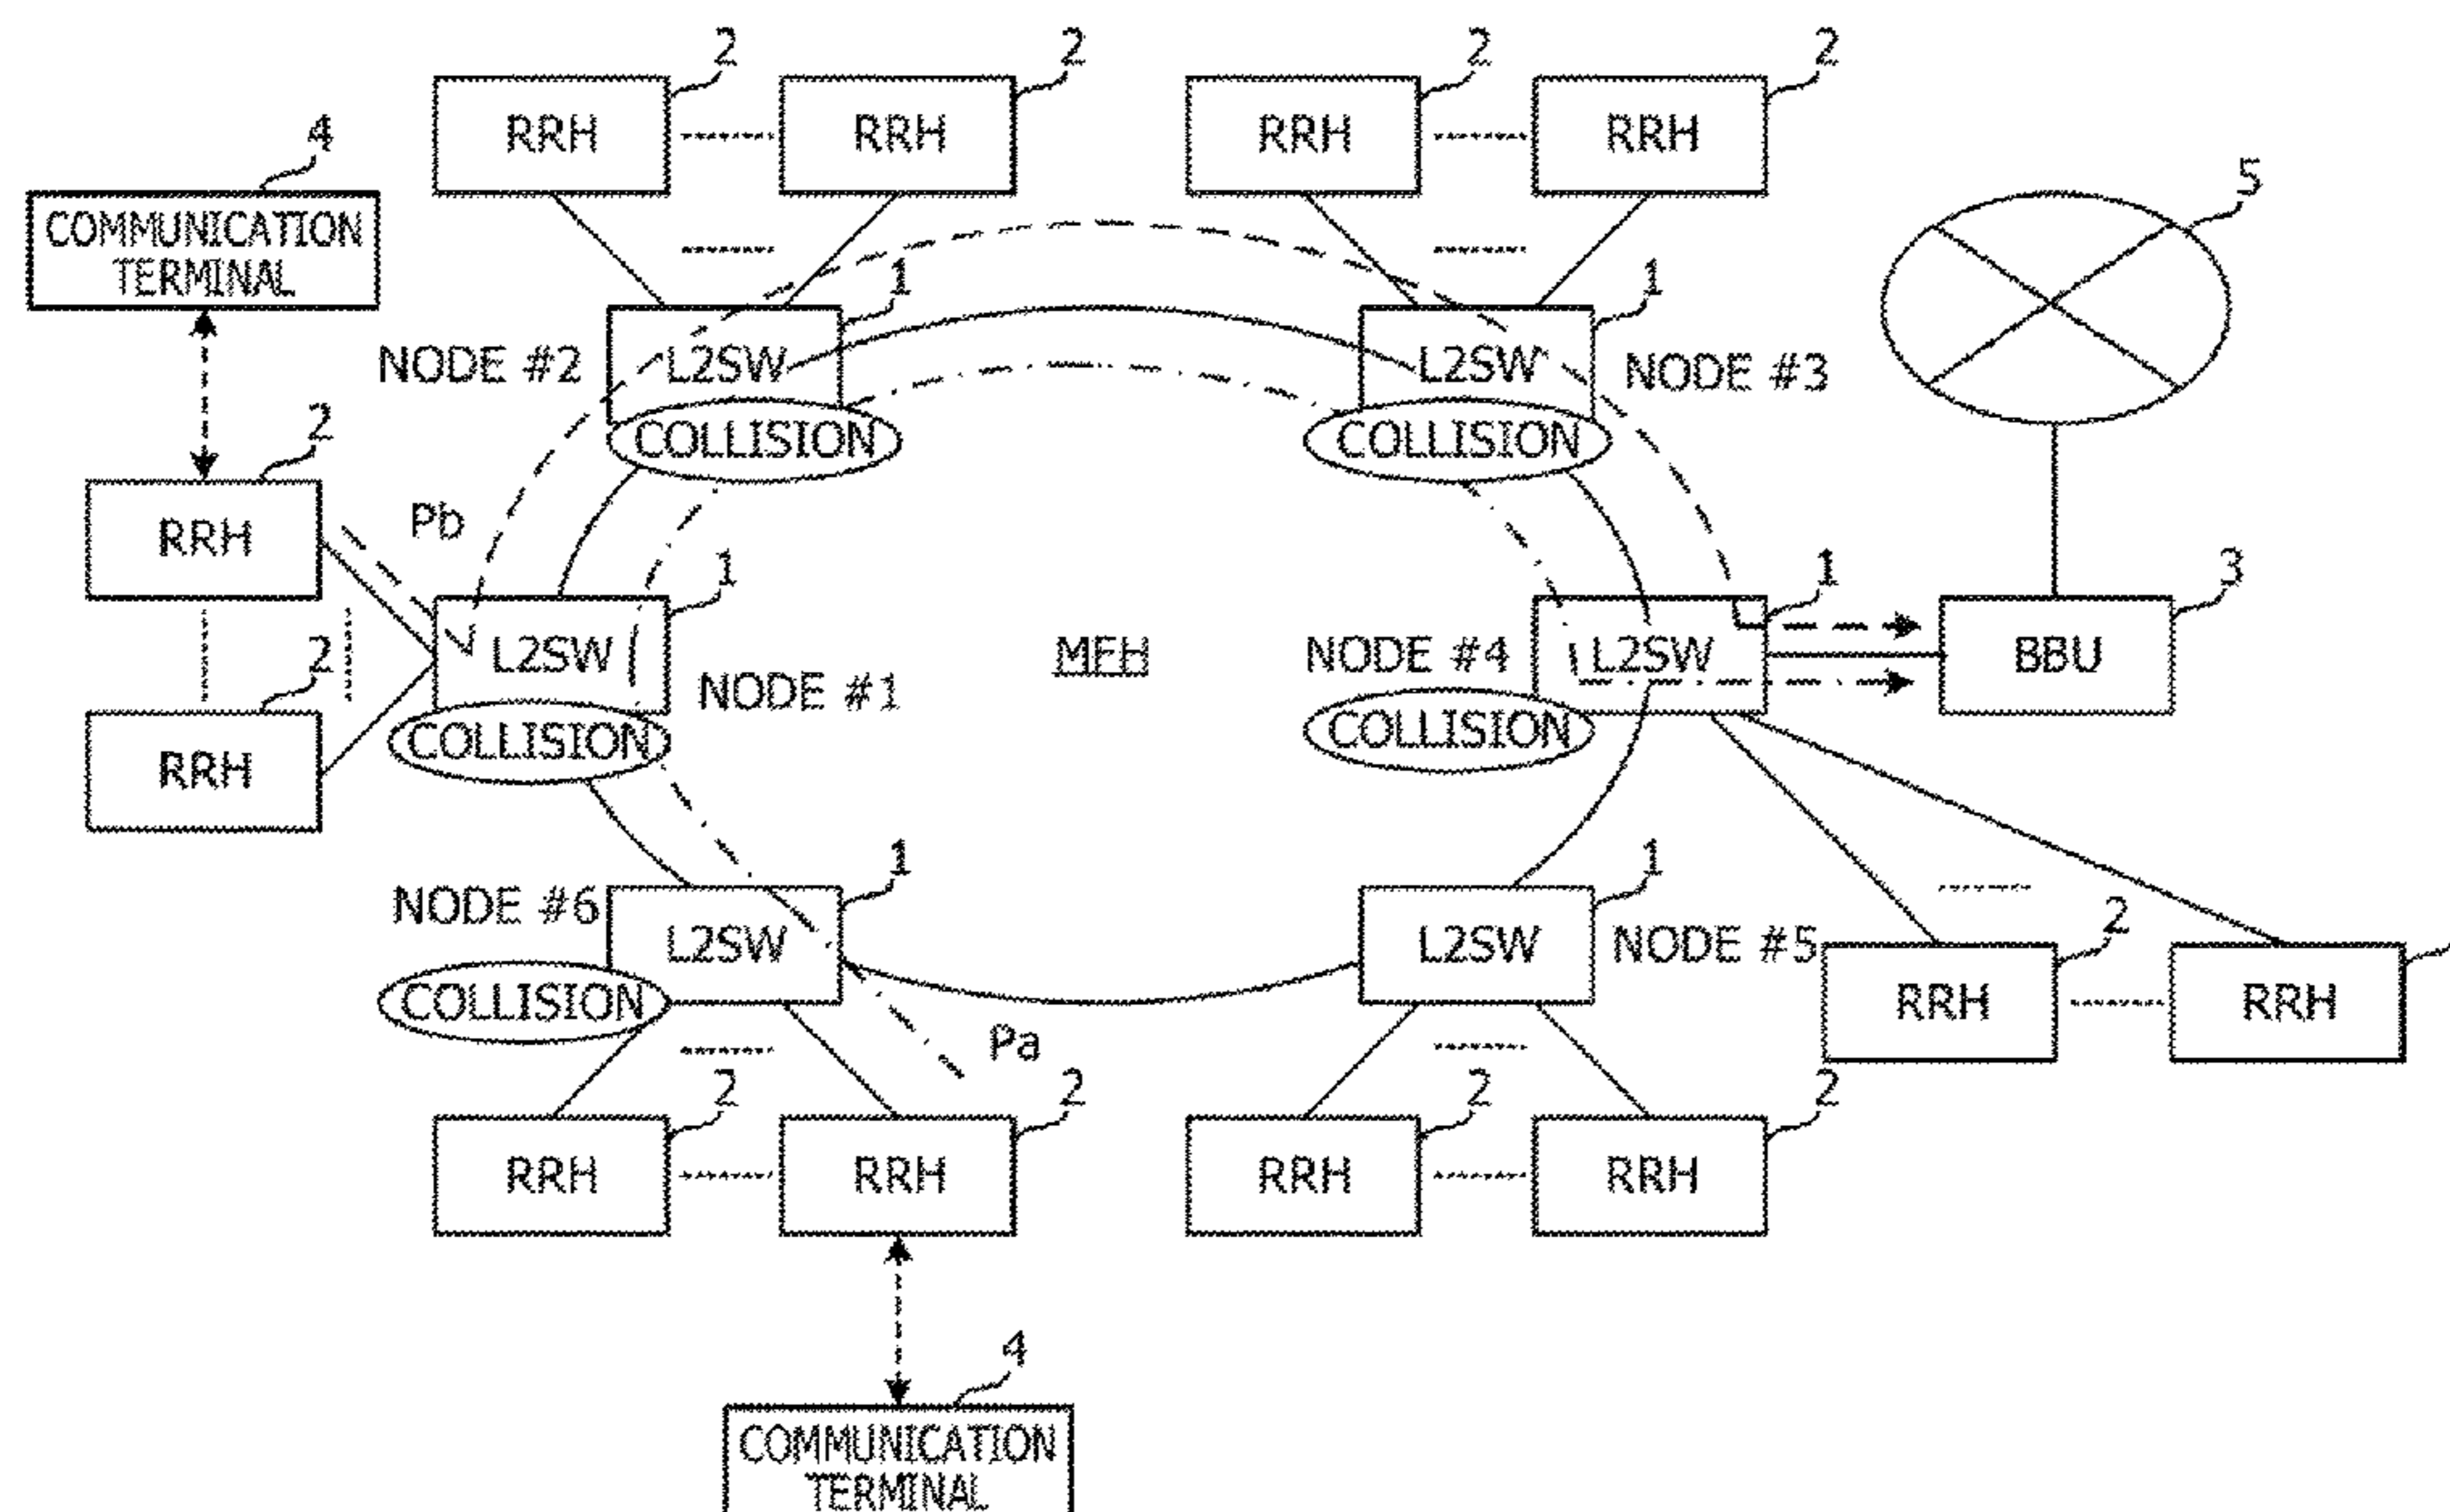 2
2
2
2
4
RRH
RRH
RRH
RRH
5
COMMUNICATION
TERMINAL
1
1
NODE #2
L2SW
L2SW
NODE #3
2
COLLISION
COLLISION
RRH
Pb
1
1
3
2
L2SW
NODE #1
MFH
NODE #4
L2SW
BBU
RRH
COLLISION
COLLISION
1
1
NODE #6
L2SW
L2SW
NODE #5
2
COLLISION
RRH
RRH
Pa
2
2
2
2
RRH
RRH
RRH
RRH
4
COMMUNICATION
TERMINAL